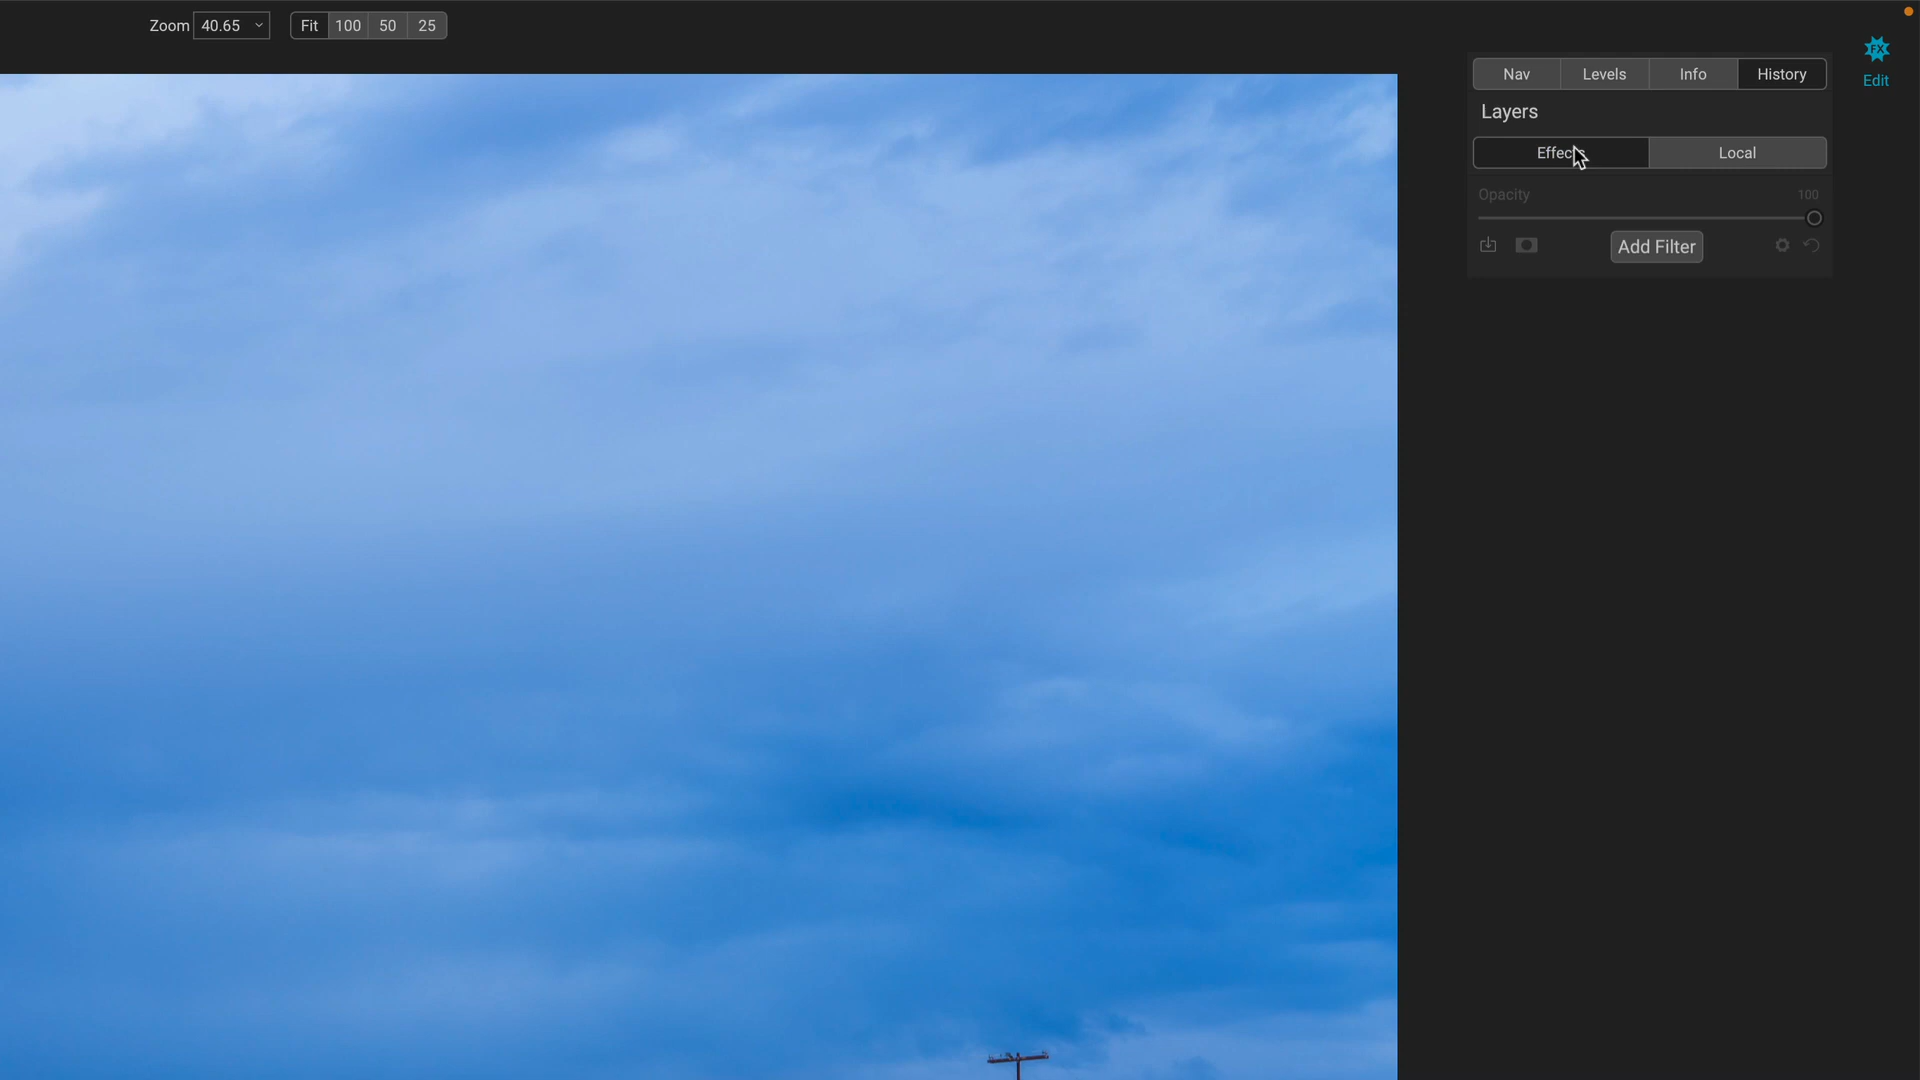 Zoom 40.65 Fit 100 50 25
FX
Edit
Nav Levels Info History
Layers
Effects Local
Opacity 100
Add Filter